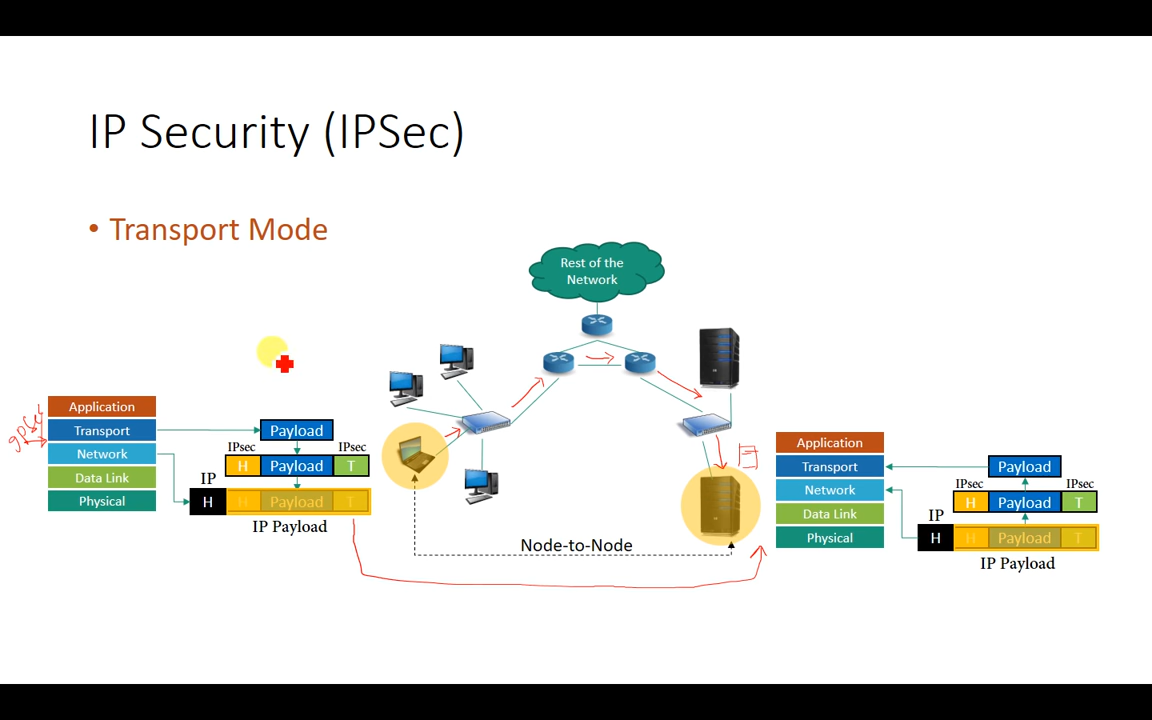 IP Security (IPSec)
• Transport Mode
Rest of the
Network
Application
Transport
Network
Data Link
Physical
IPSec
Payload
IPsec
IPsec
H Payload T
IP
H H Payload T
IP Payload
Node-to-Node
Application
Transport
Network
Data Link
Physical
Payload
IPsec
IPsec
H Payload T
IP
H H Payload T
IP Payload